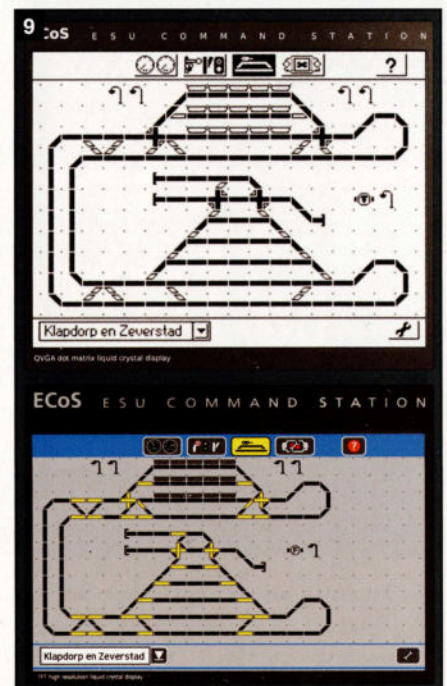 9
CoS ESU COMMAND STATION
?
T
Klapdorp en Zeverstad
QVGA dot matrix liquid crystal display
ECoS ESU COMMAND STATION
?
Klapdorp en Zeverstad
TFT high resolution liquid crystal display